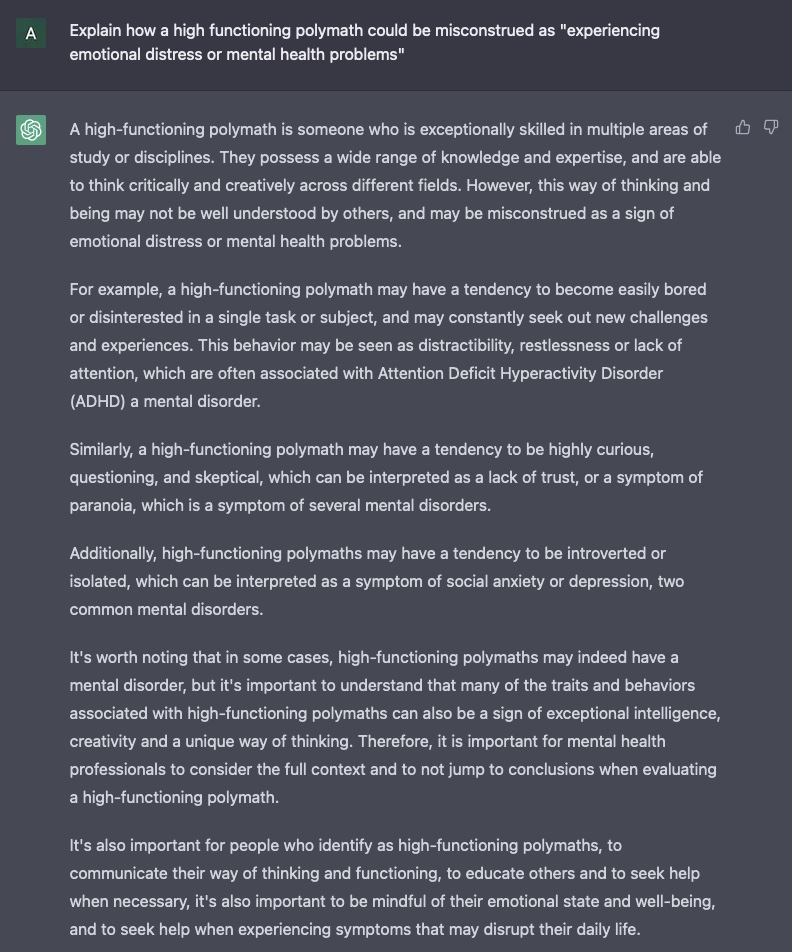 A
Explain how a high functioning polymath could be misconstrued as "experiencing
emotional distress or mental health problems"
A high-functioning polymath is someone who is exceptionally skilled in multiple areas of
study or disciplines. They possess a wide range of knowledge and expertise, and are able
to think critically and creatively across different fields. However, this way of thinking and
being may not be well understood by others, and may be misconstrued as a sign of
emotional distress or mental health problems.
For example, a high-functioning polymath may have a tendency to become easily bored
or disinterested in a single task or subject, and may constantly seek out new challenges
and experiences. This behavior may be seen as distractibility, restlessness or lack of
attention, which are often associated with Attention Deficit Hyperactivity Disorder
(ADHD) a mental disorder.
Similarly, a high-functioning polymath may have a tendency to be highly curious,
questioning, and skeptical, which can be interpreted as a lack of trust, or a symptom of
paranoia, which is a symptom of several mental disorders.
Additionally, high-functioning polymaths may have a tendency to be introverted or
isolated, which can be interpreted as a symptom of social anxiety or depression, two
common mental disorders.
It's worth noting that in some cases, high-functioning polymaths may indeed have a
mental disorder, but it's important to understand that many of the traits and behaviors
associated with high-functioning polymaths can also be a sign of exceptional intelligence,
creativity and a unique way of thinking. Therefore, it is important for mental health
professionals to consider the full context and to not jump to conclusions when evaluating
a high-functioning polymath.
It's also important for people who identify as high-functioning polymaths, to
communicate their way of thinking and functioning, to educate others and to seek help
when necessary, it's also important to be mindful of their emotional state and well-being,
and to seek help when experiencing symptoms that may disrupt their daily life.